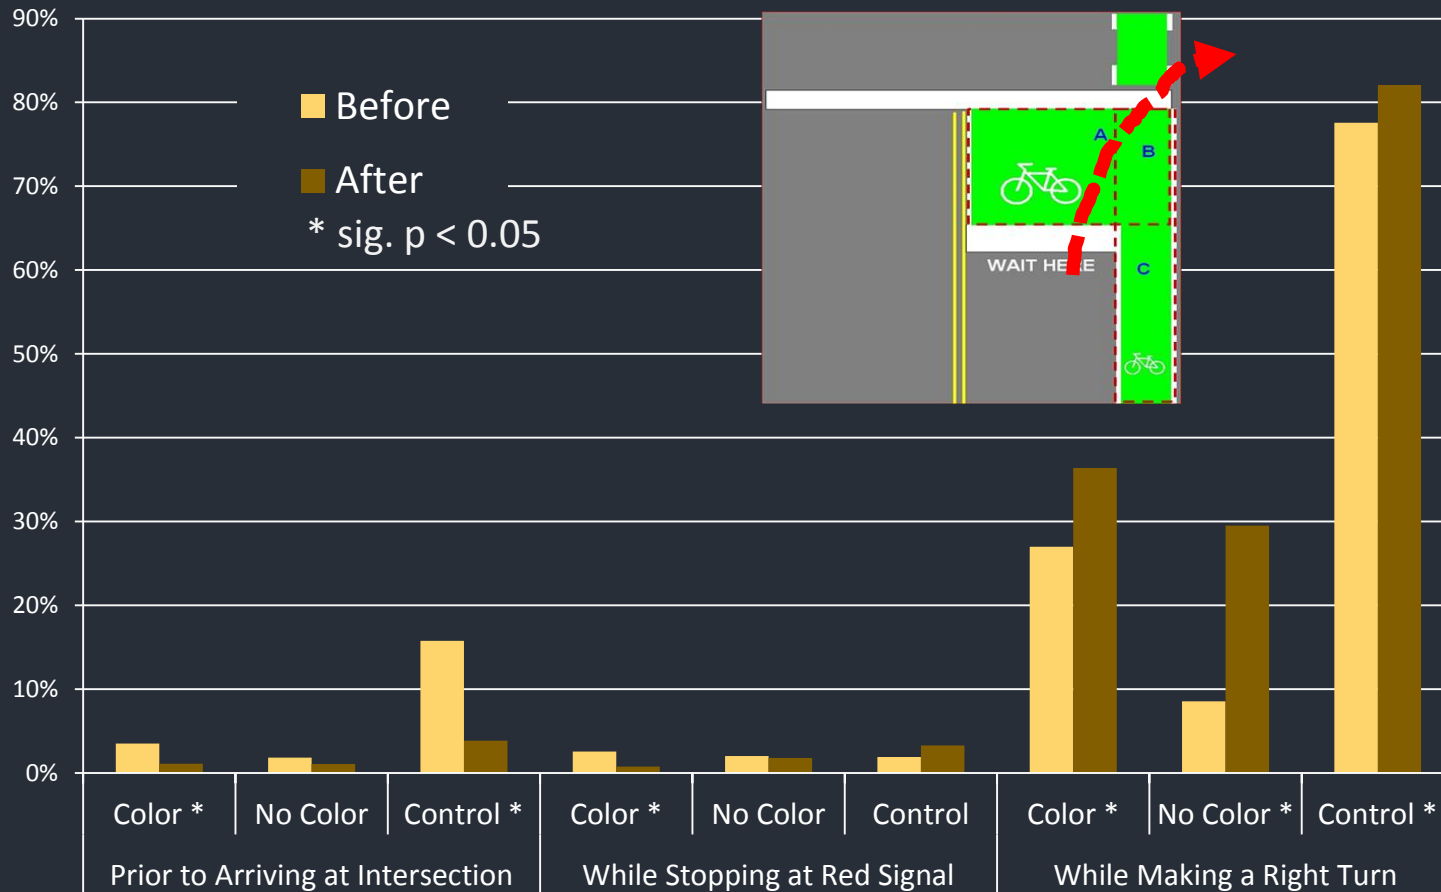 90%
80%
70%
60%
50%
40%
30%
20%
10%
0%
Before
After
* sig. p < 0.05
A
B
WAIT HERE
C
Color * No Color Control * Color * No Color Control Color * No Color * Control *
Prior to Arriving at Intersection While Stopping at Red Signal While Making a Right Turn